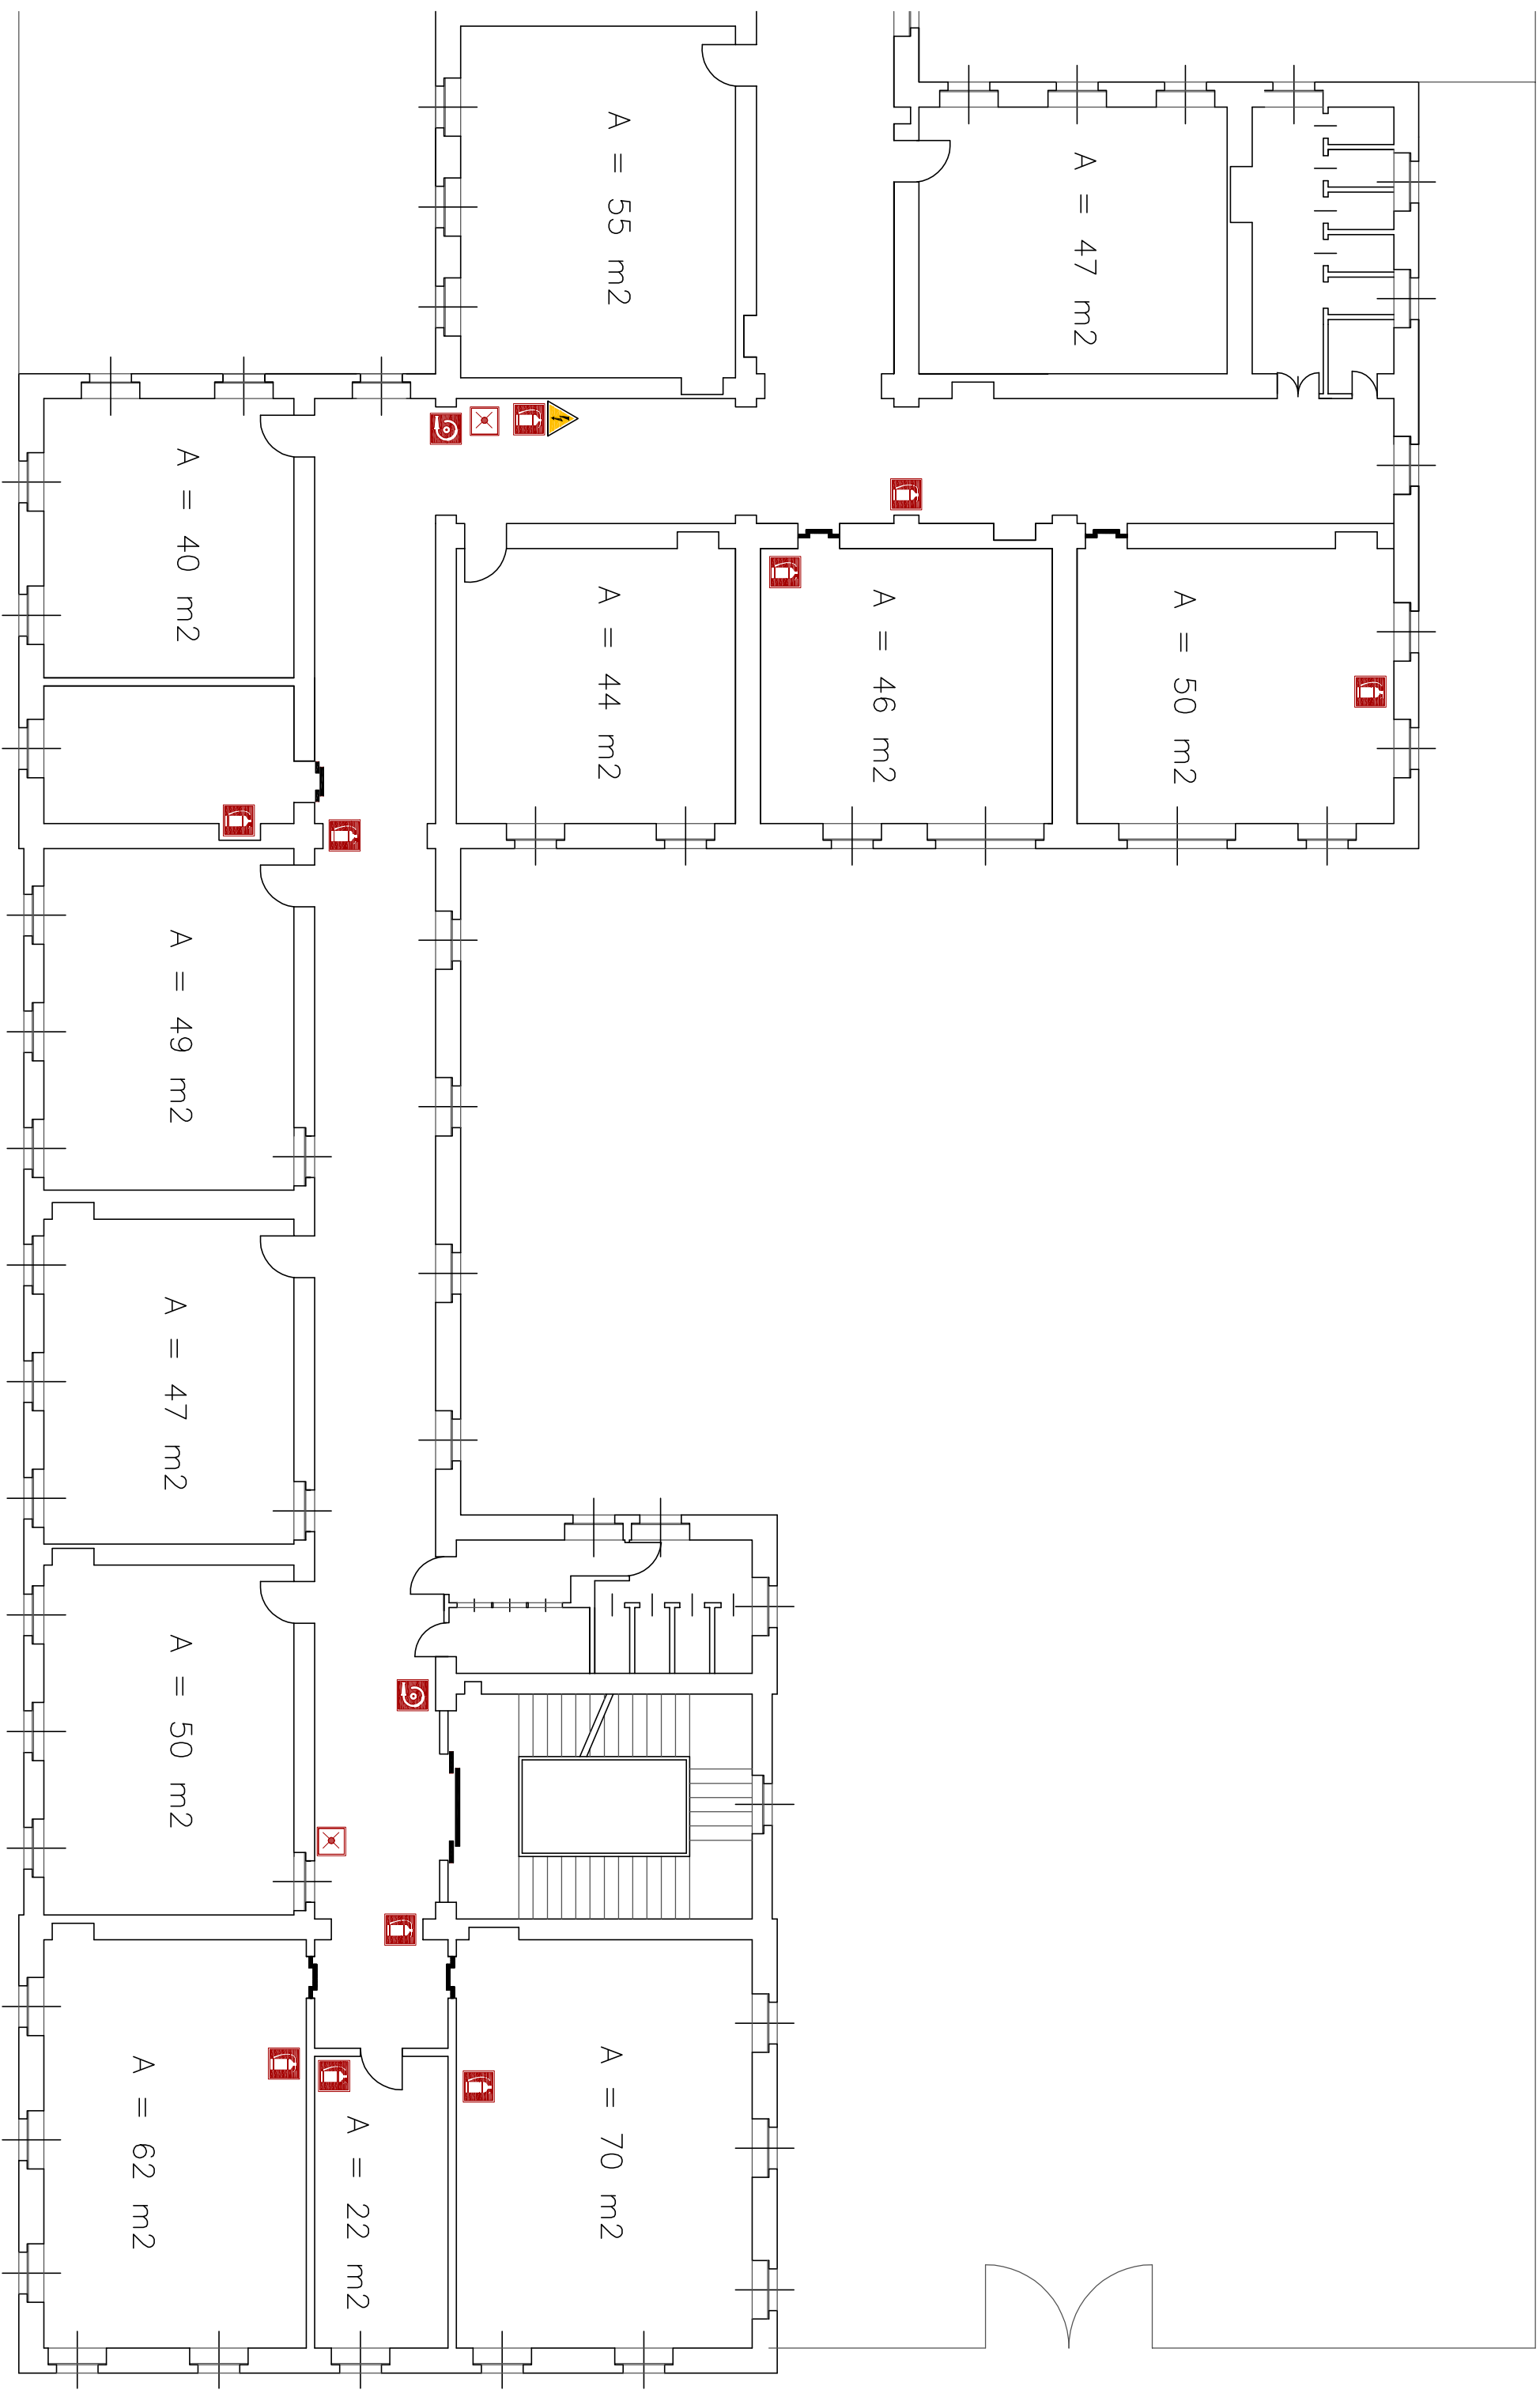 A = 55 m2
A = 47 m2
A = 40 m2
A = 44 m2
A = 46 m2
A = 50 m2
A = 49 m2
A = 47 m2
A = 50 m2
A = 62 m2
A = 22 m2
A = 70 m2